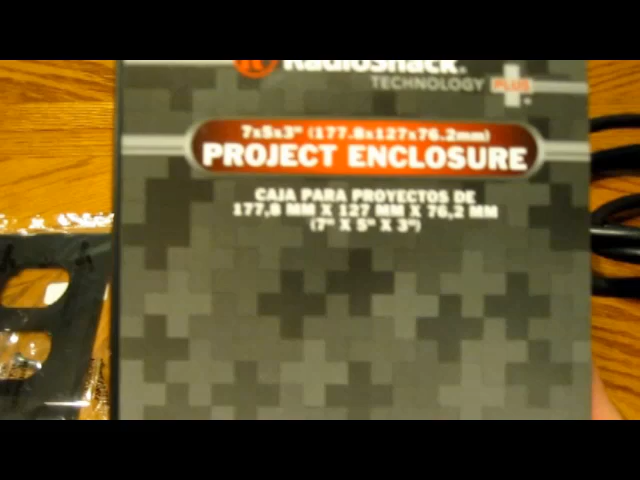 RadioShack®
TECHNOLOGY PLUS®
7x5x3" (177.8x127x76.2mm)
PROJECT ENCLOSURE
CAJA PARA PROYECTOS DE
177,8 MM X 127 MM X 76,2 MM
(7" X 5" X 3")